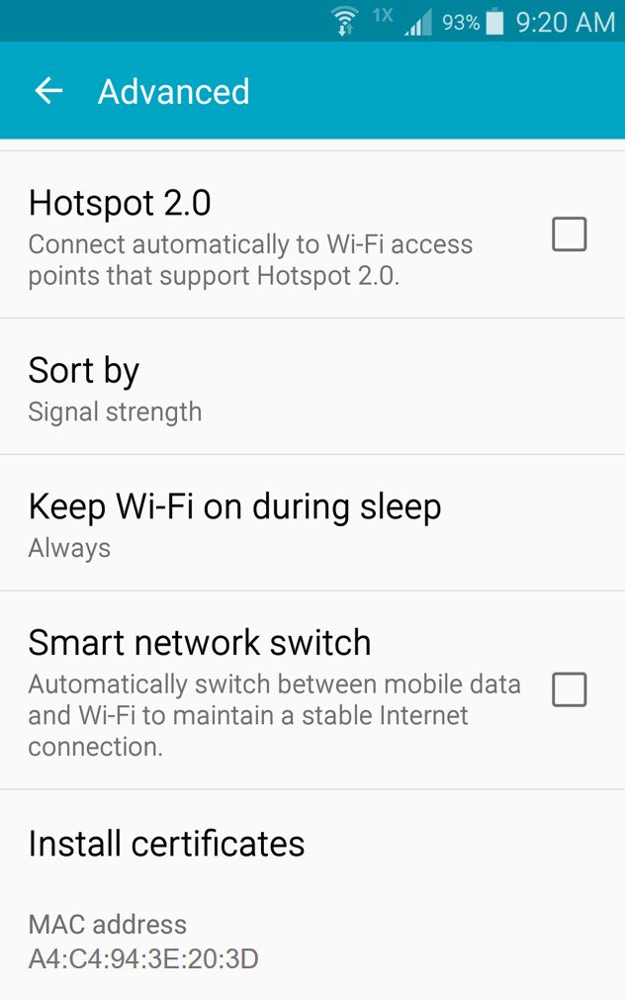 1X 93% 9:20 AM
Advanced
Hotspot 2.0
Connect automatically to Wi-Fi access
points that support Hotspot 2.0.
Sort by
Signal strength
Keep Wi-Fi on during sleep
Always
Smart network switch
Automatically switch between mobile data
and Wi-Fi to maintain a stable Internet
connection.
Install certificates
MAC address
A4:C4:94:3E:20:3D